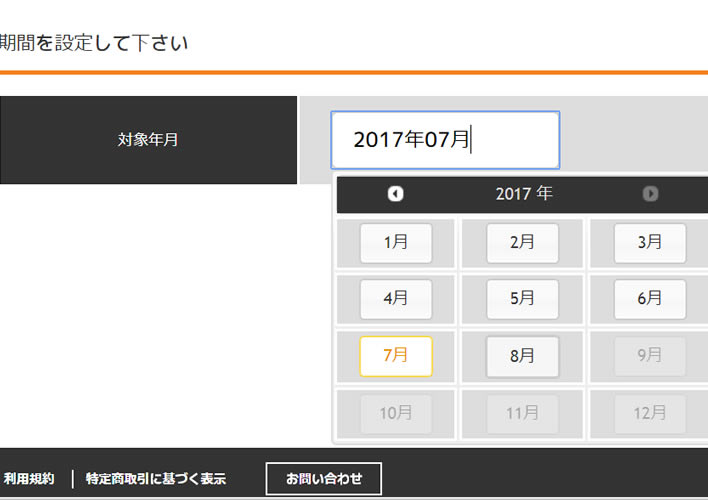 期間を設定して下さい
対象年月
2017年07月
2017 年
1月 2月 3月
4月 5月 6月
7月 8月 9月
10月 11月 12月
利用規約 特定商取引に基づく表示 お問い合わせ